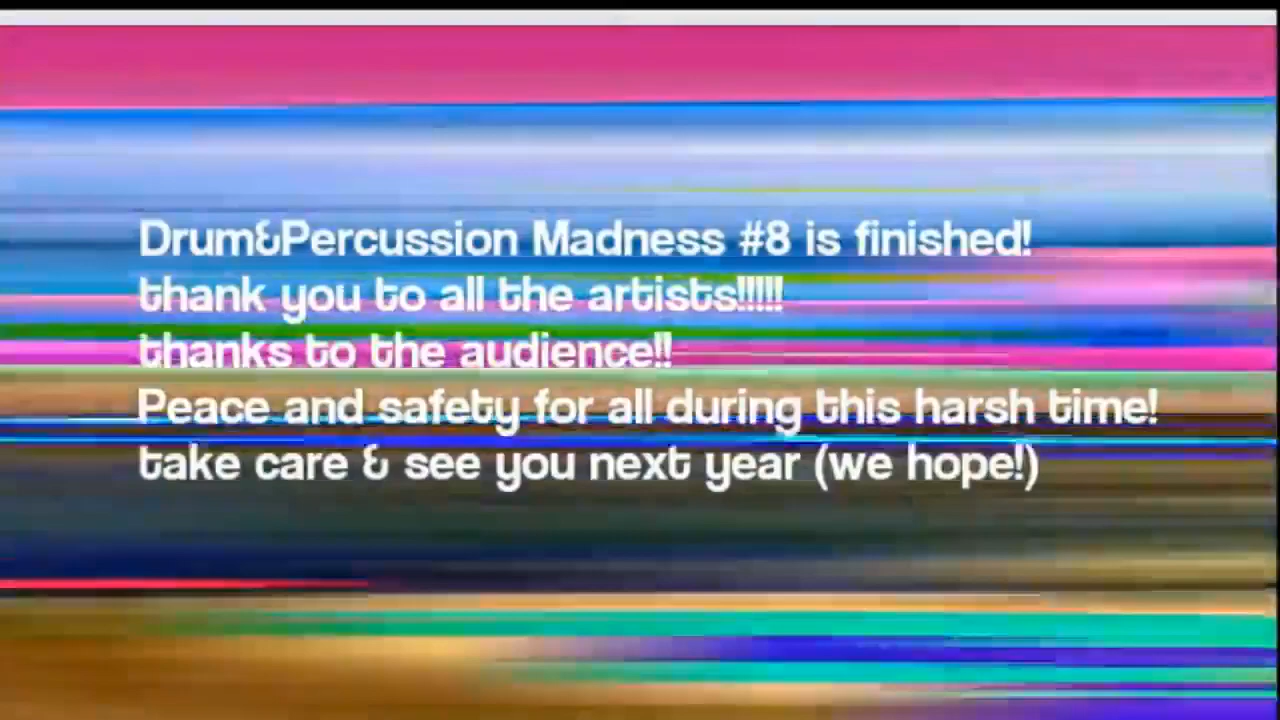 Drum&Percussion Madness #8 is finished!
thank you to all the artists!!!!!
thanks to the audience!!
Peace and safety for all during this harsh time!
take care & see you next year (we hope!)